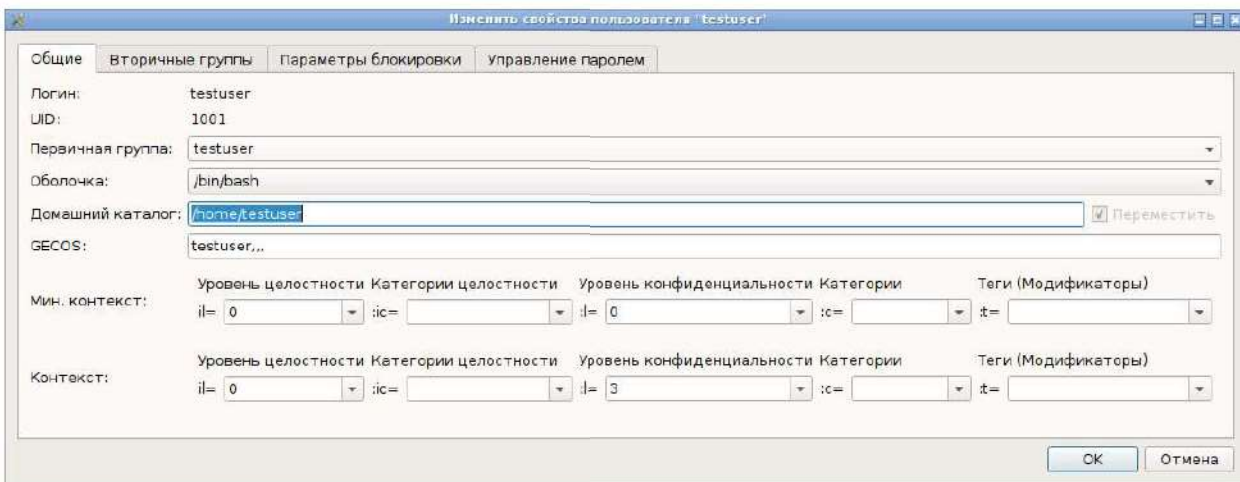 Изменить свойства пользователя 'testuser'
Общие Вторичные группы Параметры блокировки Управление паролем
Логин: testuser
UID: 1001
Первичная группа: testuser
Оболочка: /bin/bash
Домашний каталог: /home/testuser Переместить
GECOS: testuser,,,
Уровень целостности Категории целостности Уровень конфиденциальности Категории Теги (Модификаторы)
Мин. контекст: il= 0 :ic= :l= 0 :c= :t=
Уровень целостности Категории целостности Уровень конфиденциальности Категории Теги (Модификаторы)
Контекст: il= 0 :ic= :l= 3 :c= :t=
OK Отмена